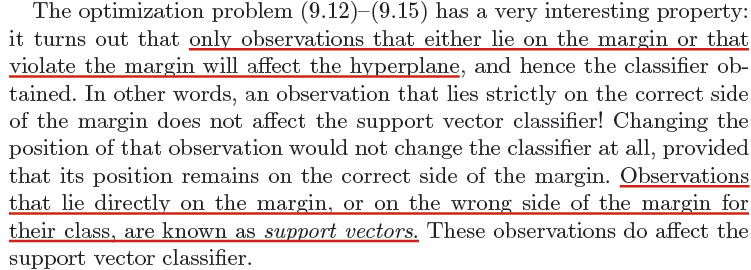 The optimization problem (9.12)–(9.15) has a very interesting property:
it turns out that only observations that either lie on the margin or that
violate the margin will affect the hyperplane, and hence the classifier ob-
tained. In other words, an observation that lies strictly on the correct side
of the margin does not affect the support vector classifier! Changing the
position of that observation would not change the classifier at all, provided
that its position remains on the correct side of the margin. Observations
that lie directly on the margin, or on the wrong side of the margin for
their class, are known as support vectors. These observations do affect the
support vector classifier.